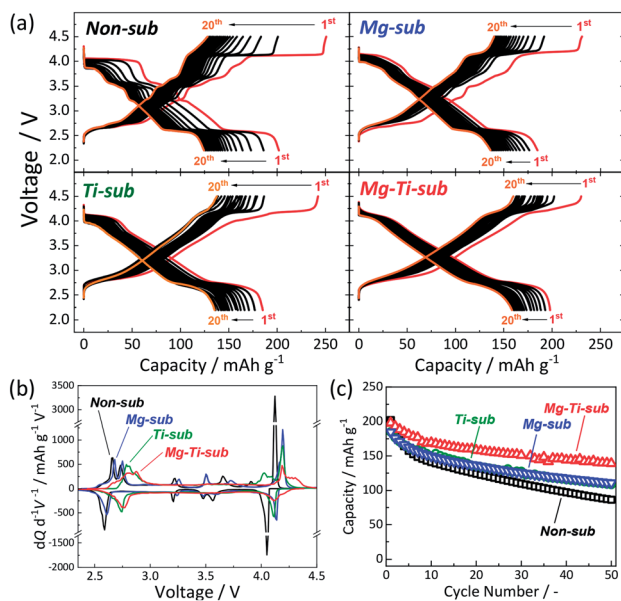 (a)
Non-sub
20th
1st
Mg-sub
20th
1st
4.5
4.0
3.5
3.0
2.5
2.0
20th
1st
20th
1st
Voltage / V
Ti-sub
20th
1st
Mg-Ti-sub
20th
1st
4.5
4.0
3.5
3.0
2.5
2.0
20th
1st
20th
1st
0 50 100 150 200 250 0 50 100 150 200 250
Capacity / mAh g-1
Capacity / mAh g-1
(b)
3500
3000
1000
500
0
-500
-1500
-2000
dQ dV-1 / mAh g-1 V-1
Non-sub
Mg-sub
Ti-sub
Mg-Ti-sub
2.5 3.0 3.5 4.0 4.5
Voltage / V
(c)
250
200
150
100
50
0
Capacity / mAh g-1
Mg-Ti-sub
Ti-sub
Mg-sub
Non-sub
0 10 20 30 40 50
Cycle Number / -